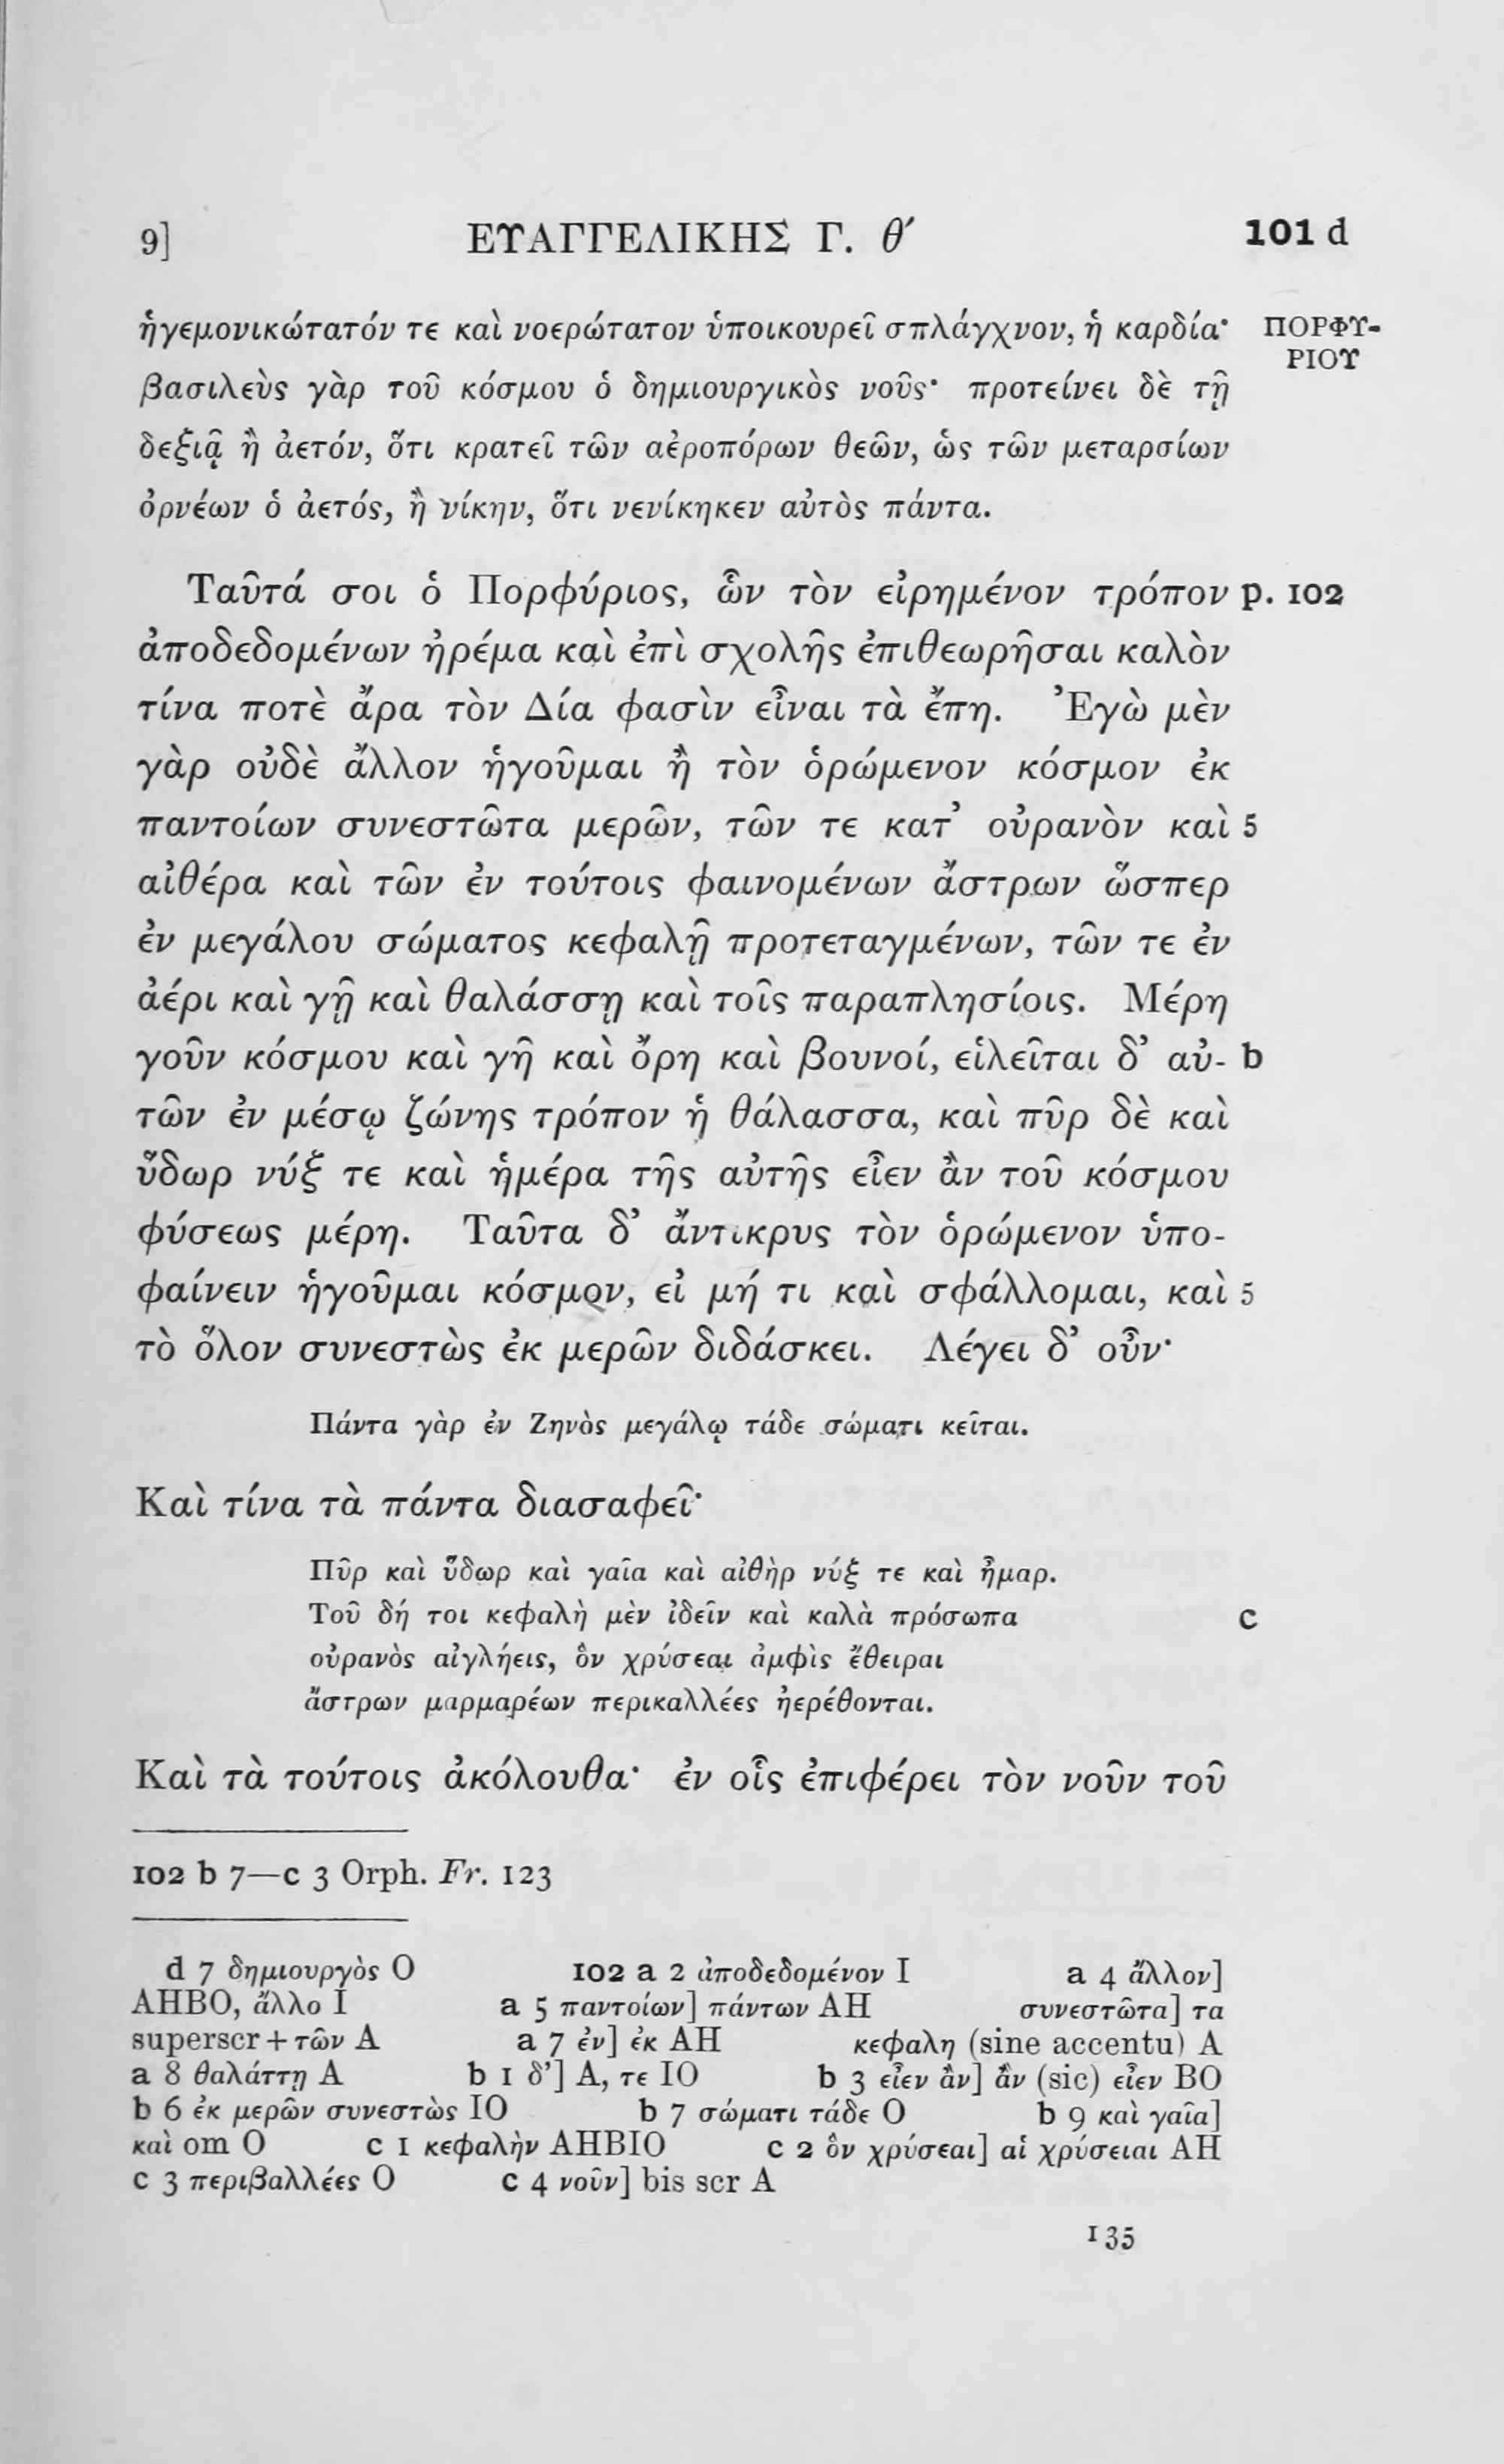 9] ΕΥΑΓΓΕΛΙΚΗΣ Γ. θ´ 101 d
ἡγεμονικώτατόν τε καὶ νοερώτατον ὑποικουρεῖ σπλάγχνον, ἡ καρδία· ΠΟΡΦΥ-
ΡΙΟΥ
βασιλεὺς γὰρ τοῦ κόσμου ὁ δημιουργικὸς νοῦς· προτείνει δὲ τῇ
δεξιᾷ ἢ ἀετόν, ὅτι κρατεῖ τῶν αἐροπόρων θεῶν, ὡς τῶν μεταρσίων
ὀρνέων ὁ ἀετός, ἢ νίκην, ὅτι νενίκηκεν αὐτὸς πάντα.
Ταῦτά σοι ὁ Πορφύριος, ὧν τὸν εἰρημένον τρόπον p. 102
ἀποδεδομένων ἠρέμα καὶ ἐπὶ σχολῆς ἐπιθεωρῆσαι καλὸν
τίνα ποτὲ ἄρα τὸν Δία φασὶν εἶναι τὰ ἔπη. Ἐγὼ μὲν
γὰρ οὐδὲ ἄλλον ἡγοῦμαι ἢ τὸν ὁρώμενον κόσμον ἐκ
παντοίων συνεστῶτα μερῶν, τῶν τε κατ’ οὐρανὸν καὶ 5
αἰθέρα καὶ τῶν ἐν τούτοις φαινομένων ἄστρων ὥσπερ
ἐν μεγάλου σώματος κεφαλῇ προτεταγμένων, τῶν τε ἐν
ἀέρι καὶ γῇ καὶ θαλάσσῃ καὶ τοῖς παραπλησίοις. Μέρη
γοῦν κόσμου καὶ γῆ καὶ ὄρη καὶ βουνοί, εἱλεῖται δ’ αὐ- b
τῶν ἐν μέσῳ ζώνης τρόπον ἡ θάλασσα, καὶ πῦρ δὲ καὶ
ὕδωρ νύξ τε καὶ ἡμέρα τῆς αὐτῆς εἶεν ἂν τοῦ κόσμου
φύσεως μέρη. Ταῦτα δ’ ἄντικρυς τὸν ὁρώμενον ὑπο-
φαίνειν ἡγοῦμαι κόσμον, εἰ μή τι καὶ σφάλλομαι, καὶ 5
τὸ ὅλον συνεστὼς ἐκ μερῶν διδάσκει. Λέγει δ’ οὖν·
Πάντα γὰρ ἐν Ζηνὸς μεγάλῳ τάδε σώματι κεῖται.
Καὶ τίνα τὰ πάντα διασαφεῖ·
Πῦρ καὶ ὕδωρ καὶ γαῖα καὶ αἰθὴρ νύξ τε καὶ ἦμαρ.
Τοῦ δή τοι κεφαλὴ μὲν ἰδεῖν καὶ καλὰ πρόσωπα c
οὐρανὸς αἰγλήεις, ὃν χρύσεαι ἀμφὶς ἔθειραι
ἄστρων μαρμαρέων περικαλλέες ἠερέθονται.
Καὶ τὰ τούτοις ἀκόλουθα· ἐν οἷς ἐπιφέρει τὸν νοῦν τοῦ
102 b 7—c 3 Orph. Fr. 123
d 7 δημιουργὸς O 102 a 2 ἀποδεδομένον I a 4 ἄλλον]
AHBO, ἄλλο I a 5 παντοίων] πάντων AH συνεστῶτα] τα
superscr + τῶν A a 7 ἐν] ἐκ AH κεφαλη (sine accentu) A
a 8 θαλάττῃ A b 1 δ’] A, τε IO b 3 εἶεν ἂν] ἂν (sic) εἶεν BO
b 6 ἐκ μερῶν συνεστὼς IO b 7 σώματι τάδε O b 9 καὶ γαῖα]
καὶ om O c 1 κεφαλὴν AHBIO c 2 ὃν χρύσεαι] αἱ χρύσειαι AH
c 3 περιβαλλέες O c 4 νοῦν] bis scr A
135